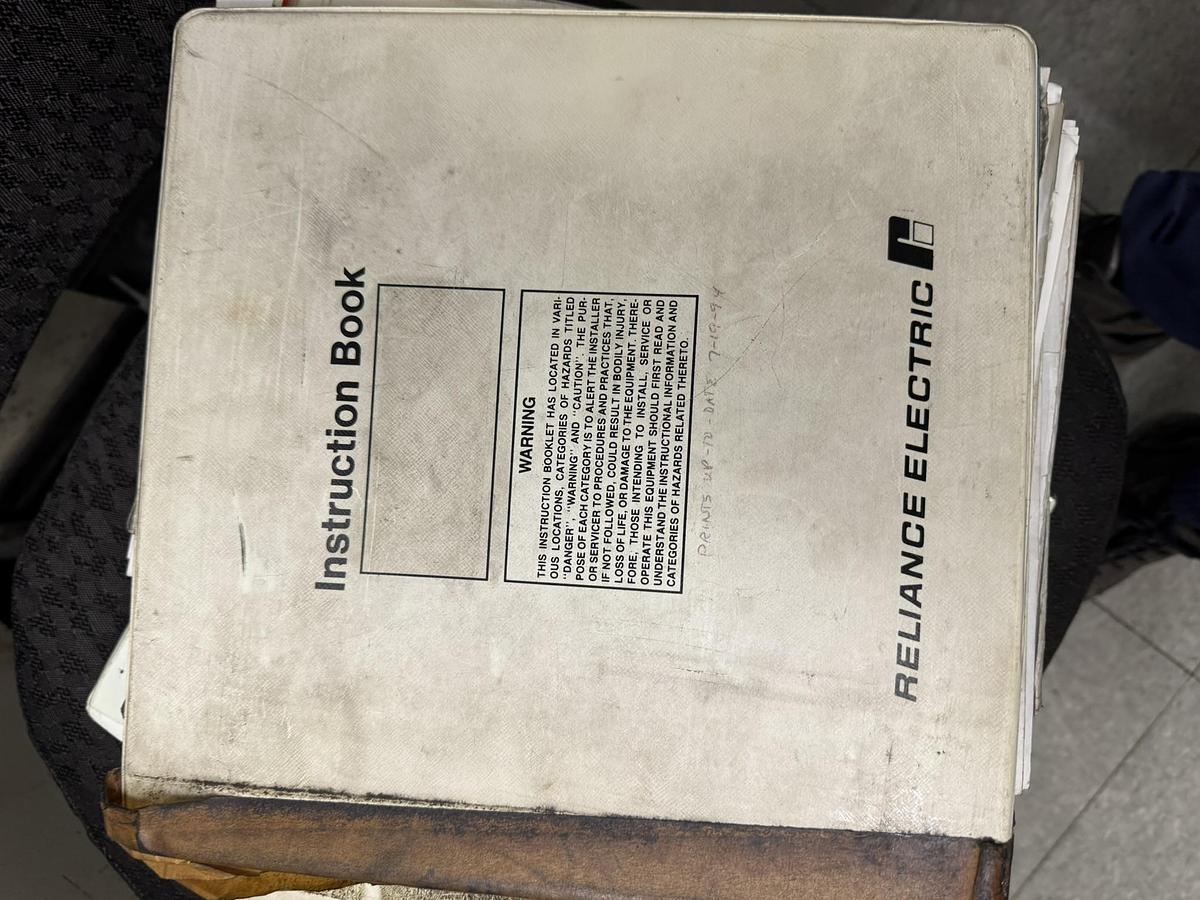 Instruction Book
WARNING
THIS INSTRUCTION BOOKLET HAS LOCATED IN VARI-
OUS LOCATIONS, CATEGORIES OF HAZARDS TITLED
"DANGER", "WARNING" AND "CAUTION". THE PUR-
POSE OF EACH CATEGORY IS TO ALERT THE INSTALLER
OR SERVICER TO PROCEDURES AND PRACTICES THAT,
IF NOT FOLLOWED, COULD RESULT IN BODILY INJURY,
LOSS OF LIFE, OR DAMAGE TO THE EQUIPMENT. THERE-
FORE, THOSE INTENDING TO INSTALL, SERVICE OR
OPERATE THIS EQUIPMENT SHOULD FIRST READ AND
UNDERSTAND THE INSTRUCTIONAL INFORMATION AND
CATEGORIES OF HAZARDS RELATED THERETO.
PRINTS UP-TO-DATE 7-19-94
RELIANCE ELECTRIC